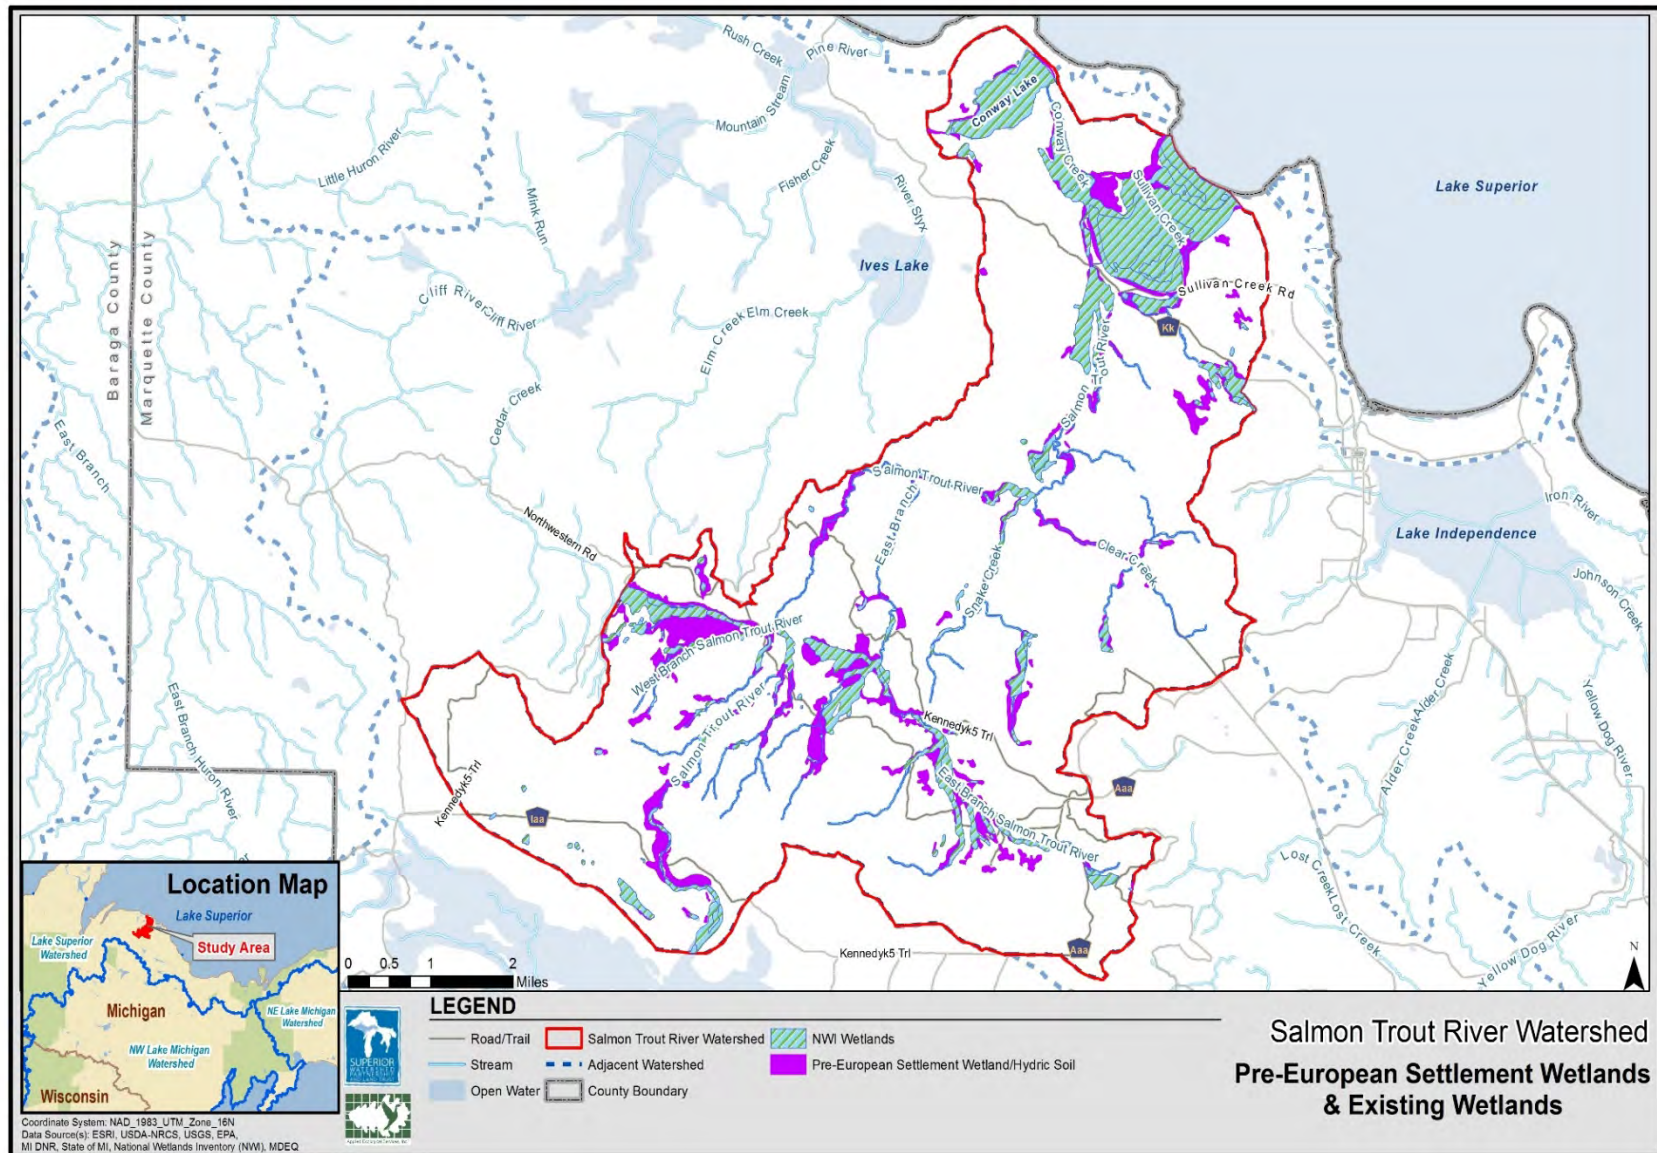 Rush Creek
Pine River
Mountain Stream
Conway Lake
Conway Creek
Little Huron River
Fisher Creek
Sullivan Creek
Lake Superior
Mink Run
River Styx
Baraga County
Marquette County
Ives Lake
Cliff River
Cliff River
Sullivan Creek Rd
Kk
Elm Creek
Elm Creek
Salmon Trout River
Cedar Creek
East Branch
Salmon Trout River
East Branch
Iron River
Northwestern Rd
Lake Independence
Clear Creek
Snake Creek
Johnson Creek
West Branch Salmon Trout River
East Branch Huron River
Salmon Trout River
Kennedyk5 Trl
Alder Creek
Alder Creek
Yellow Dog River
Kennedyk5 Trl
Aaa
Iaa
East Branch Salmon Trout River
Lost Creek
Lost Creek
Yellow Dog River
Kennedyk5 Trl
Aaa
N
Location Map
Lake Superior
Lake Superior
Watershed
Study Area
Michigan
NE Lake Michigan
Watershed
NW Lake Michigan
Watershed
Wisconsin
0 0.5 1 2
Miles
Coordinate System: NAD_1983_UTM_Zone_16N
Data Source(s): ESRI, USDA-NRCS, USGS, EPA,
MI DNR, State of MI, National Wetlands Inventory (NWI), MDEQ
SUPERIOR
WATERSHED
PARTNERSHIP
LEGEND
Road/Trail
Salmon Trout River Watershed
NWI Wetlands
Stream
Adjacent Watershed
Pre-European Settlement Wetland/Hydric Soil
Open Water
County Boundary
Salmon Trout River Watershed
Pre-European Settlement Wetlands
& Existing Wetlands